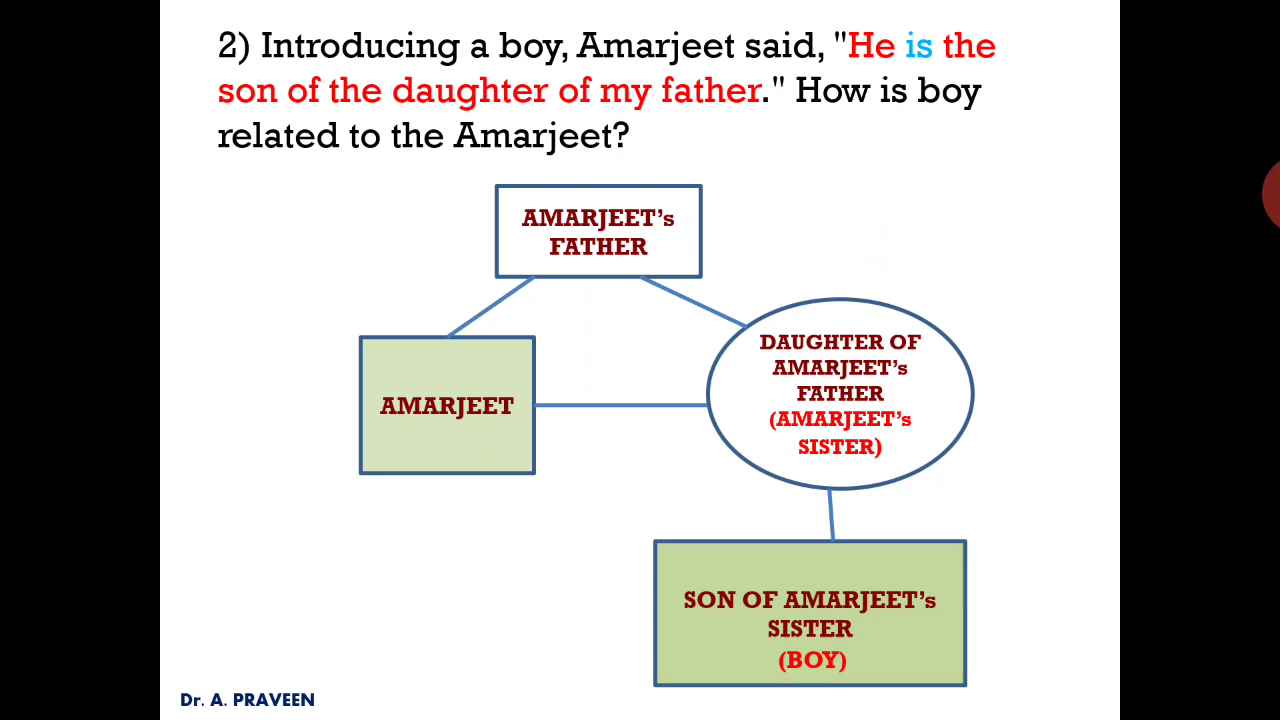 2) Introducing a boy, Amarjeet said, "He is the
son of the daughter of my father." How is boy
related to the Amarjeet?
AMARJEET's
FATHER
AMARJEET
DAUGHTER OF
AMARJEET's
FATHER
(AMARJEET's
SISTER)
SON OF AMARJEET's
SISTER
(BOY)
Dr. A. PRAVEEN